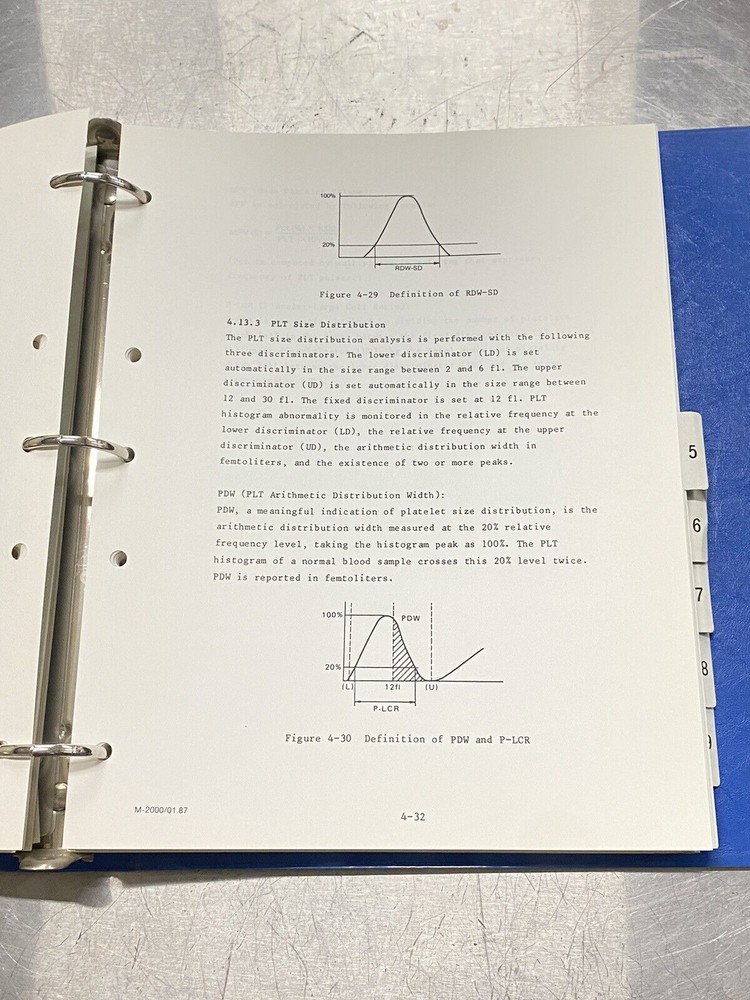 100%
20%
RDW-SD
Figure 4-29  Definition of RDW-SD
4.13.3  PLT Size Distribution
The PLT size distribution analysis is performed with the following
three discriminators. The lower discriminator (LD) is set
automatically in the size range between 2 and 6 fl. The upper
discriminator (UD) is set automatically in the size range between
12 and 30 fl. The fixed discriminator is set at 12 fl. PLT
histogram abnormality is monitored in the relative frequency at the
lower discriminator (LD), the relative frequency at the upper
discriminator (UD), the arithmetic distribution width in
femtoliters, and the existence of two or more peaks.
PDW (PLT Arithmetic Distribution Width):
PDW, a meaningful indication of platelet size distribution, is the
arithmetic distribution width measured at the 20% relative
frequency level, taking the histogram peak as 100%. The PLT
histogram of a normal blood sample crosses this 20% level twice.
PDW is reported in femtoliters.
100%
PDW
20%
(L) 12fl (U)
P-LCR
Figure 4-30  Definition of PDW and P-LCR
M-2000/01.87
4-32
5
6
7
8